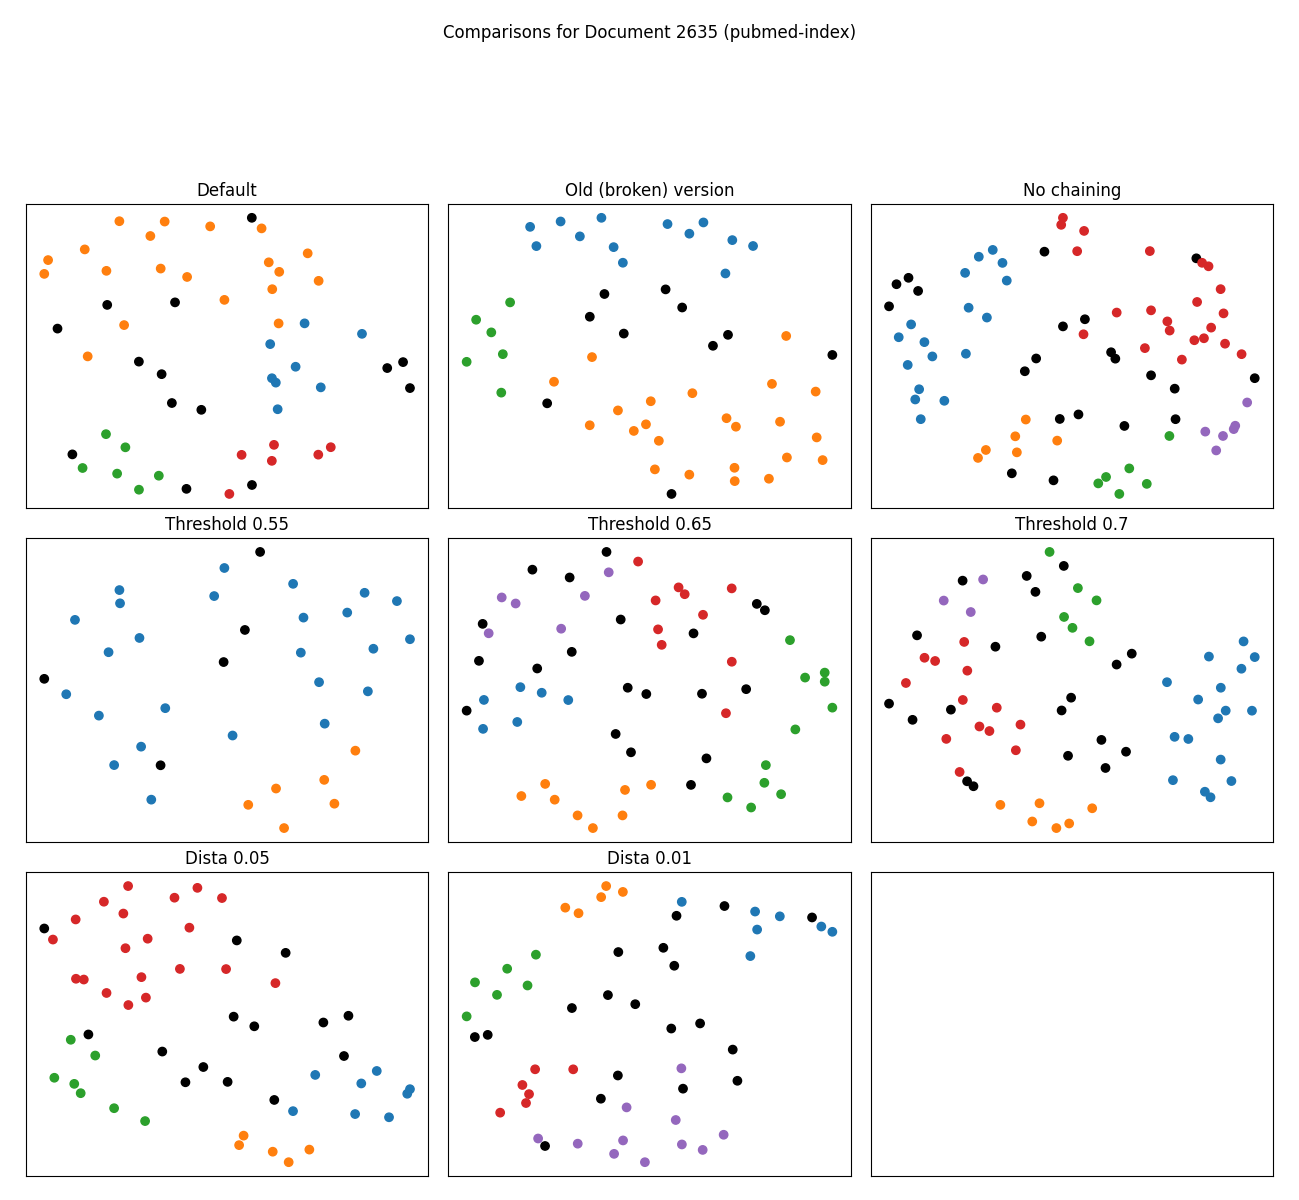 Comparisons for Document 2635 (pubmed-index)
Default
Old (broken) version
No chaining
Threshold 0.55
Threshold 0.65
Threshold 0.7
Dista 0.05
Dista 0.01